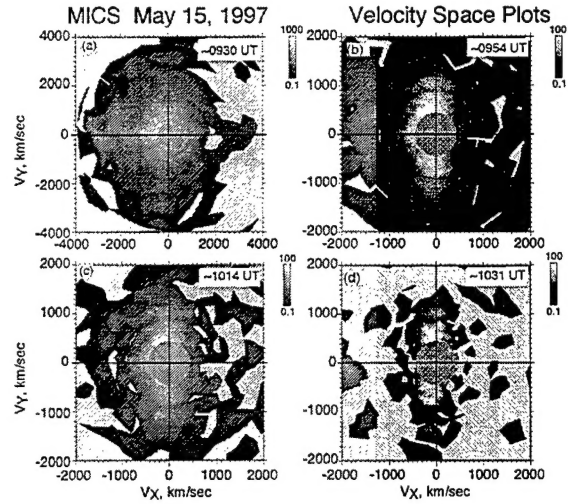 MICS May 15, 1997 Velocity Space Plots
(a) ~0930 UT 1000 0.1
(b) ~0954 UT 100 0.1
4000 2000 0 -2000 -4000
2000 1000 0 -1000 -2000
VY, km/sec
-4000 -2000 0 2000 4000
-2000 -1000 0 1000 2000
(c) ~1014 UT 100 0.1
(d) ~1031 UT 100 0.1
2000 1000 0 -1000 -2000
2000 1000 0 -1000 -2000
VY, km/sec
-2000 -1000 0 1000 2000
-2000 -1000 0 1000 2000
VX, km/sec VX, km/sec